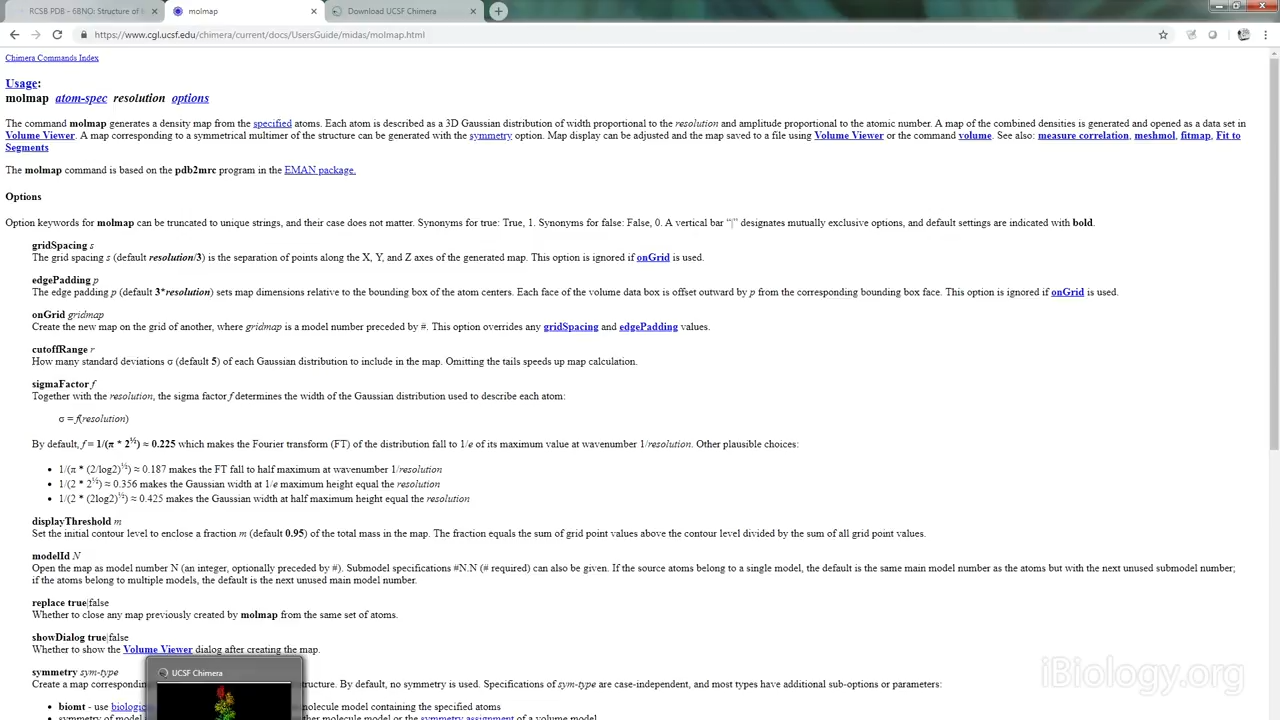 RCSB PDB - 6BNO: Structure of
molmap
Download UCSF Chimera
https://www.cgl.ucsf.edu/chimera/current/docs/UsersGuide/midas/molmap.html
Chimera Commands Index
Usage:
molmap atom-spec resolution options
The command molmap generates a density map from the specified atoms. Each atom is described as a 3D Gaussian distribution of width proportional to the resolution and amplitude proportional to the atomic number. A map of the combined densities is generated and opened as a data set in
Volume Viewer. A map corresponding to a symmetrical multimer of the structure can be generated with the symmetry option. Map display can be adjusted and the map saved to a file using Volume Viewer or the command volume. See also: measure correlation, meshmol, fitmap, Fit to
Segments
The molmap command is based on the pdb2mrc program in the EMAN package.
Options
Option keywords for molmap can be truncated to unique strings, and their case does not matter. Synonyms for true: True, 1. Synonyms for false: False, 0. A vertical bar “|” designates mutually exclusive options, and default settings are indicated with bold.
gridSpacing s
The grid spacing s (default resolution/3) is the separation of points along the X, Y, and Z axes of the generated map. This option is ignored if onGrid is used.
edgePadding p
The edge padding p (default 3*resolution) sets map dimensions relative to the bounding box of the atom centers. Each face of the volume data box is offset outward by p from the corresponding bounding box face. This option is ignored if onGrid is used.
onGrid gridmap
Create the new map on the grid of another, where gridmap is a model number preceded by #. This option overrides any gridSpacing and edgePadding values.
cutoffRange r
How many standard deviations σ (default 5) of each Gaussian distribution to include in the map. Omitting the tails speeds up map calculation.
sigmaFactor f
Together with the resolution, the sigma factor f determines the width of the Gaussian distribution used to describe each atom:
σ = f(resolution)
By default, f = 1/(π * 2½) ≈ 0.225 which makes the Fourier transform (FT) of the distribution fall to 1/e of its maximum value at wavenumber 1/resolution. Other plausible choices:
• 1/(π * (2/log2)½) ≈ 0.187 makes the FT fall to half maximum at wavenumber 1/resolution
• 1/(2 * 2½) ≈ 0.356 makes the Gaussian width at 1/e maximum height equal the resolution
• 1/(2 * (2log2)½) ≈ 0.425 makes the Gaussian width at half maximum height equal the resolution
displayThreshold m
Set the initial contour level to enclose a fraction m (default 0.95) of the total mass in the map. The fraction equals the sum of grid point values above the contour level divided by the sum of all grid point values.
modelId N
Open the map as model number N (an integer, optionally preceded by #). Submodel specifications #N.N (# required) can also be given. If the source atoms belong to a single model, the default is the same main model number as the atoms but with the next unused submodel number;
if the atoms belong to multiple models, the default is the next unused main model number.
replace true|false
Whether to close any map previously created by molmap from the same set of atoms.
showDialog true|false
Whether to show the Volume Viewer dialog after creating the map.
symmetry sym-type
UCSF Chimera
Create a map corresponding structure. By default, no symmetry is used. Specifications of sym-type are case-independent, and most types have additional sub-options or parameters:
• biomt - use biologic molecule model containing the specified atoms
• symmetry of model other molecule model or the symmetry assignment of a volume model
iBiology.org